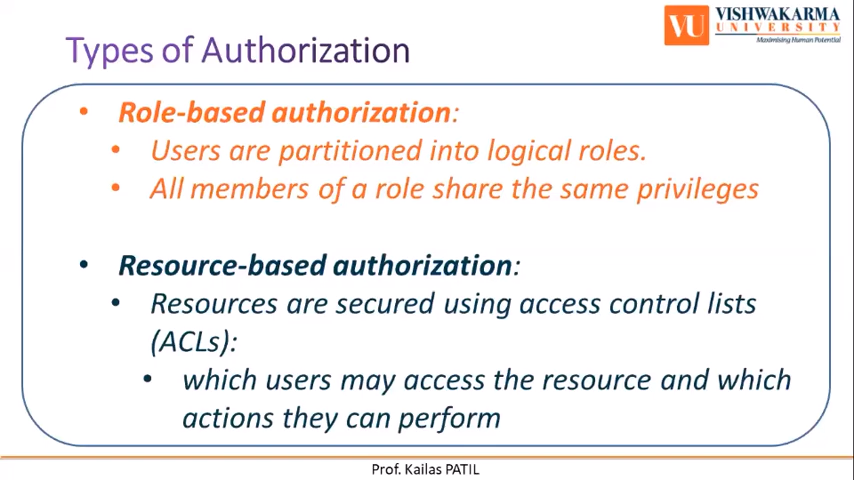 VU VISHWAKARMA
UNIVERSITY
Maximising Human Potential
Types of Authorization
• Role-based authorization:
• Users are partitioned into logical roles.
• All members of a role share the same privileges
• Resource-based authorization:
• Resources are secured using access control lists
(ACLs):
• which users may access the resource and which
actions they can perform
Prof. Kailas PATIL